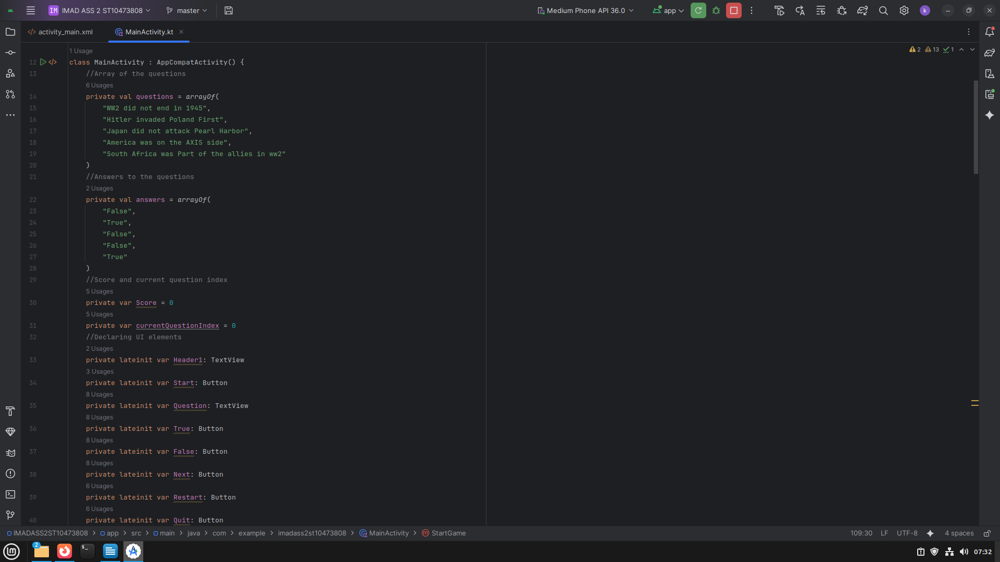 IM IMAD ASS 2 ST10473808 master Medium Phone API 36.0 app k
activity_main.xml MainActivity.kt
2 13 1
1 Usage
12 class MainActivity : AppCompatActivity() {
13 //Array of the questions
6 Usages
14 private val questions = arrayOf(
15 "WW2 did not end in 1945",
16 "Hitler invaded Poland First",
17 "Japan did not attack Pearl Harbor",
18 "America was on the AXIS side",
19 "South Africa was Part of the allies in ww2"
20 )
21 //Answers to the questions
2 Usages
22 private val answers = arrayOf(
23 "False",
24 "True",
25 "False",
26 "False",
27 "True"
28 )
29 //Score and current question index
5 Usages
30 private var Score = 0
5 Usages
31 private var currentQuestionIndex = 0
32 //Declaring UI elements
2 Usages
33 private lateinit var Header1: TextView
3 Usages
34 private lateinit var Start: Button
8 Usages
35 private lateinit var Question: TextView
8 Usages
36 private lateinit var True: Button
8 Usages
37 private lateinit var False: Button
8 Usages
38 private lateinit var Next: Button
6 Usages
39 private lateinit var Restart: Button
6 Usages
40 private lateinit var Quit: Button
IMADASS2ST10473808 > app > src > main > java > com > example > imadass2st10473808 > MainActivity > StartGame 109:30 LF UTF-8 4 spaces
2 07:32